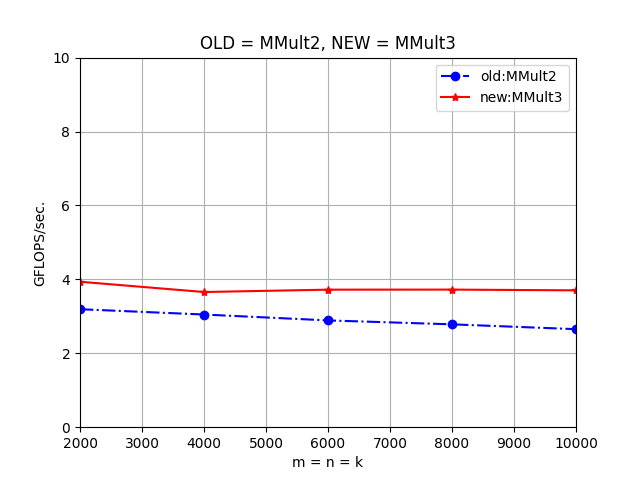 OLD = MMult2, NEW = MMult3
old:MMult2
new:MMult3
GFLOPS/sec.
10
8
6
4
2
0
2000 3000 4000 5000 6000 7000 8000 9000 10000
m = n = k